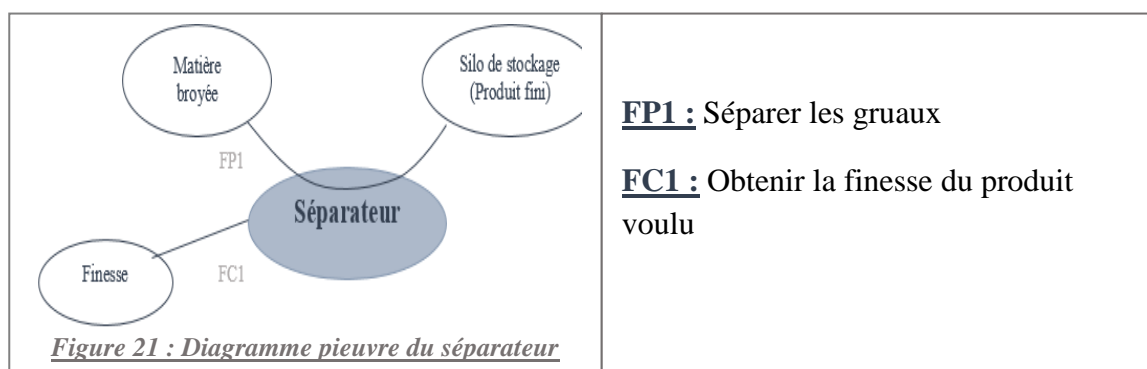 Matière
broyée
Silo de stockage
(Produit fini)
FP1
Séparateur
Finesse
FC1
Figure 21 : Diagramme pieuvre du séparateur
FP1 : Séparer les gruaux
FC1 : Obtenir la finesse du produit
voulu